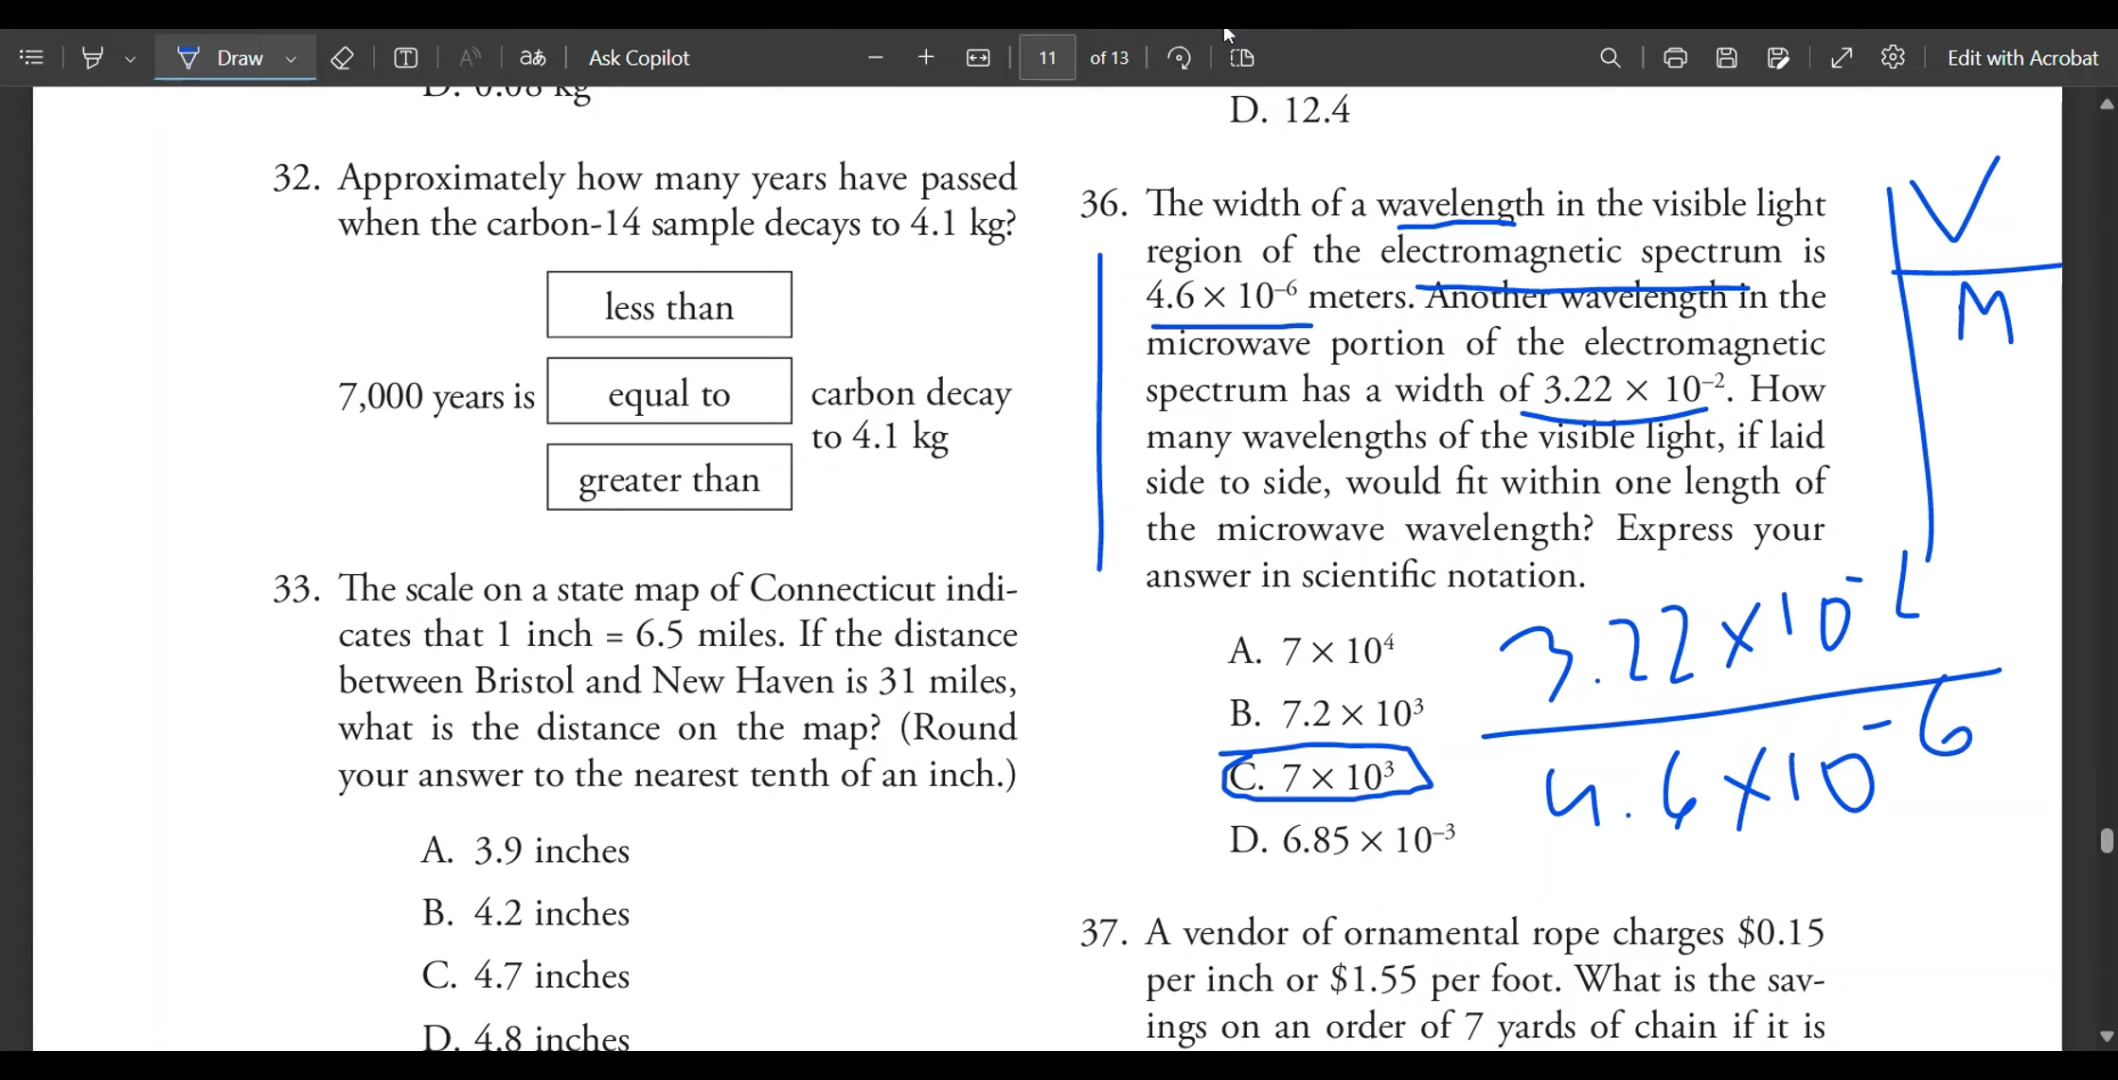 Draw
Ask Copilot
11 of 13
Edit with Acrobat
D. 0.08 kg
32. Approximately how many years have passed
when the carbon-14 sample decays to 4.1 kg?
less than
7,000 years is
equal to
carbon decay
to 4.1 kg
greater than
33. The scale on a state map of Connecticut indi-
cates that 1 inch = 6.5 miles. If the distance
between Bristol and New Haven is 31 miles,
what is the distance on the map? (Round
your answer to the nearest tenth of an inch.)
A. 3.9 inches
B. 4.2 inches
C. 4.7 inches
D. 4.8 inches
D. 12.4
36. The width of a wavelength in the visible light
region of the electromagnetic spectrum is
4.6 × 10⁻⁶ meters. Another wavelength in the
microwave portion of the electromagnetic
spectrum has a width of 3.22 × 10⁻². How
many wavelengths of the visible light, if laid
side to side, would fit within one length of
the microwave wavelength? Express your
answer in scientific notation.
A. 7 × 10⁴
B. 7.2 × 10³
C. 7 × 10³
D. 6.85 × 10⁻³
V
M
3.22 × 10⁻²
4.6 × 10⁻⁶
37. A vendor of ornamental rope charges $0.15
per inch or $1.55 per foot. What is the sav-
ings on an order of 7 yards of chain if it is